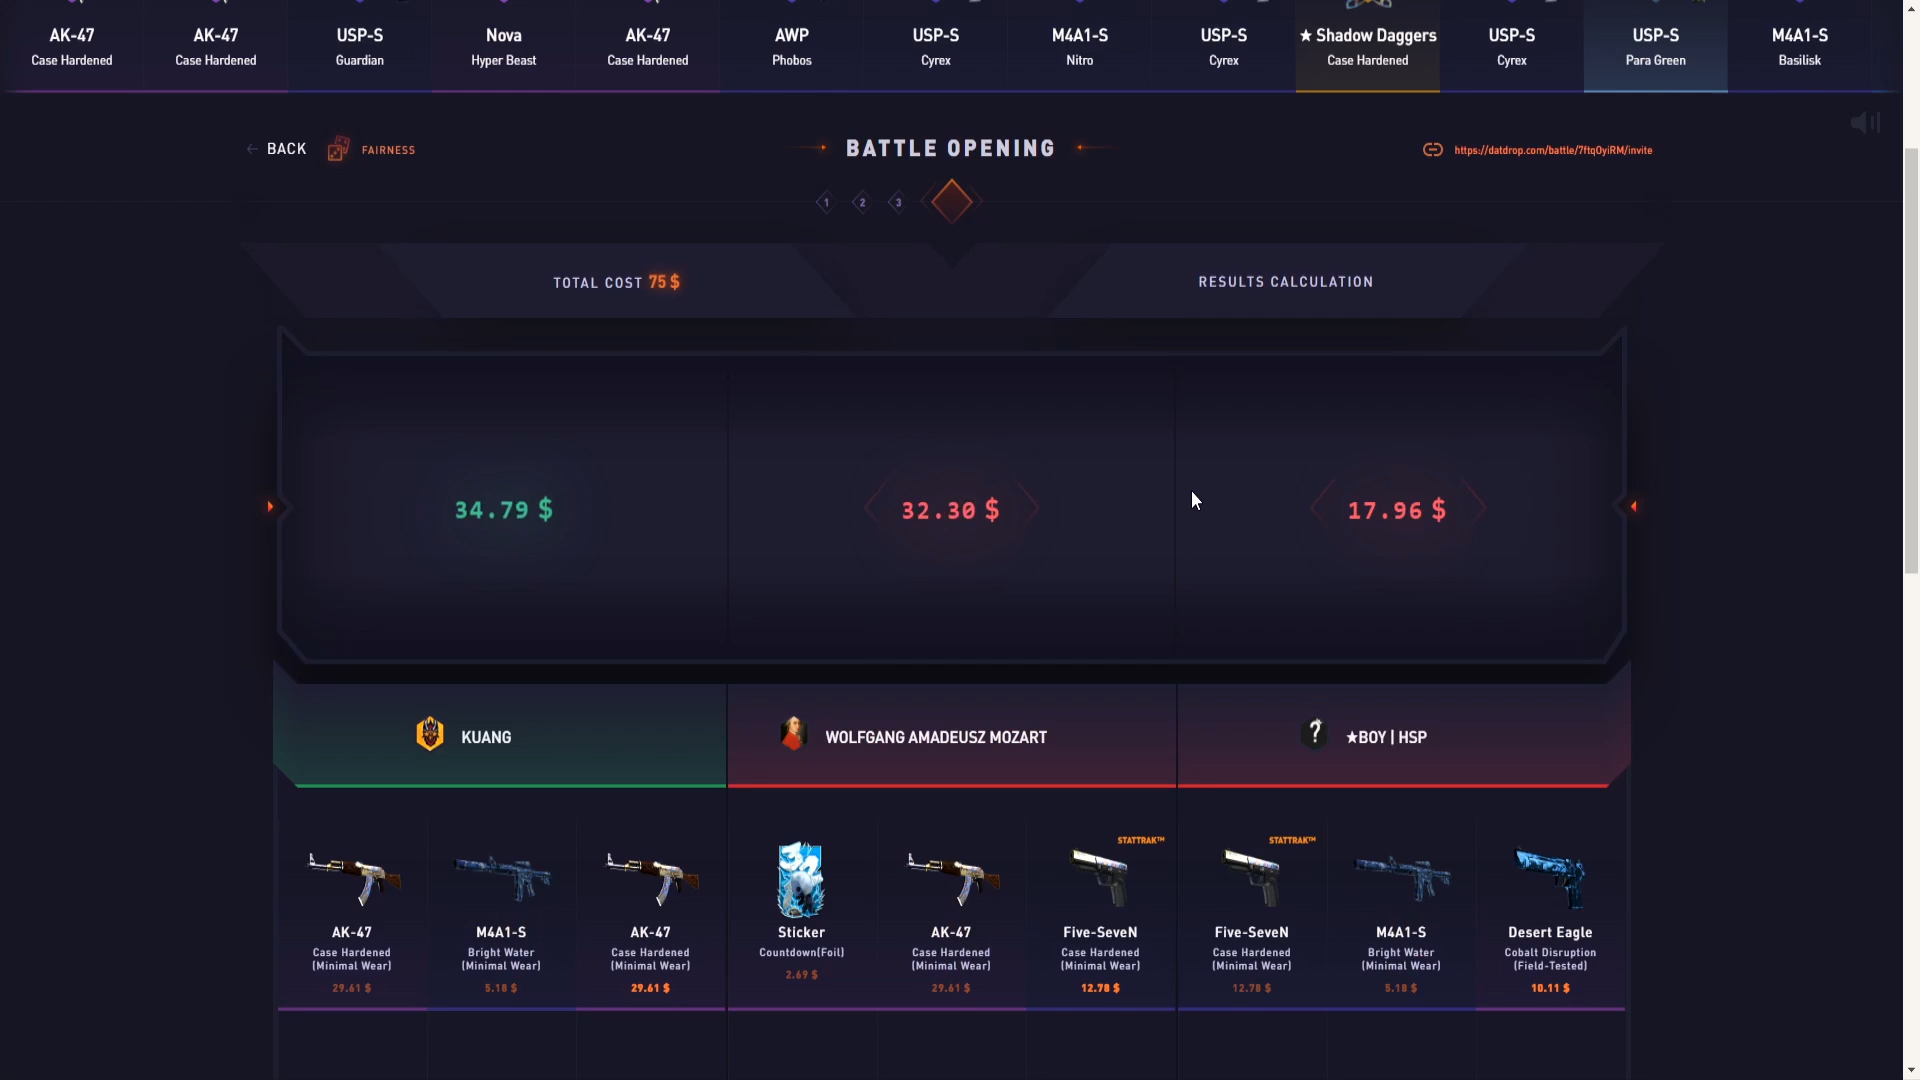 AK-47
Case Hardened
AK-47
Case Hardened
USP-S
Guardian
Nova
Hyper Beast
AK-47
Case Hardened
AWP
Phobos
USP-S
Cyrex
M4A1-S
Nitro
USP-S
Cyrex
★ Shadow Daggers
Case Hardened
USP-S
Cyrex
USP-S
Para Green
M4A1-S
Basilisk
← BACK
FAIRNESS
BATTLE OPENING
https://datdrop.com/battle/7ftqOyiRM/invite
1
2
3
TOTAL COST 75 $
RESULTS CALCULATION
34.79 $
32.30 $
17.96 $
KUANG
WOLFGANG AMADEUSZ MOZART
? ★BOY | HSP
AK-47
Case Hardened
(Minimal Wear)
29.61 $
M4A1-S
Bright Water
(Minimal Wear)
5.18 $
AK-47
Case Hardened
(Minimal Wear)
29.61 $
Sticker
Countdown(Foil)
2.69 $
AK-47
Case Hardened
(Minimal Wear)
29.61 $
STATTRAK™
Five-SeveN
Case Hardened
(Minimal Wear)
12.78 $
STATTRAK™
Five-SeveN
Case Hardened
(Minimal Wear)
12.78 $
M4A1-S
Bright Water
(Minimal Wear)
5.18 $
Desert Eagle
Cobalt Disruption
(Field-Tested)
10.11 $